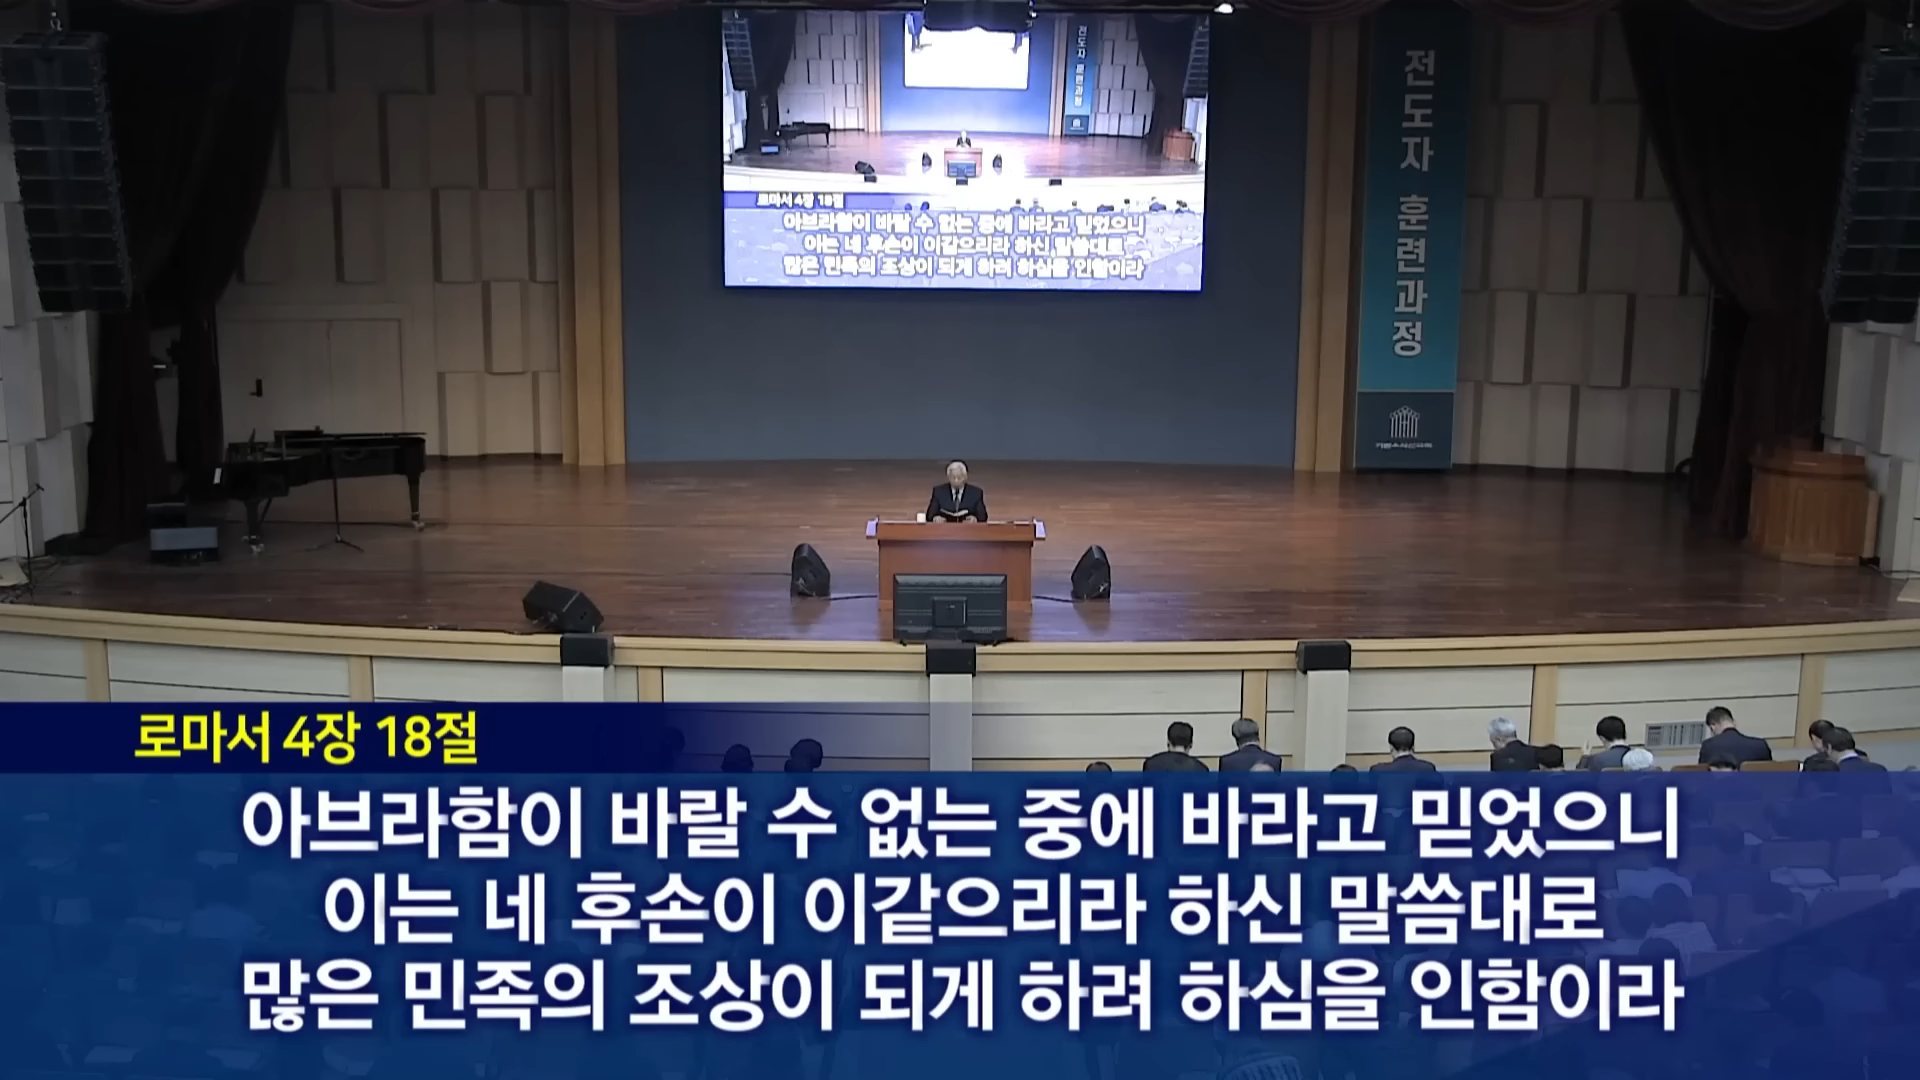 전도자 훈련과정
로마서 4장 18절
아브라함이 바랄 수 없는 중에 바라고 믿었으니
이는 네 후손이 이같으리라 하신 말씀대로
많은 민족의 조상이 되게 하려 하심을 인함이라
로마서 4장 18절
아브라함이 바랄 수 없는 중에 바라고 믿었으니
이는 네 후손이 이같으리라 하신 말씀대로
많은 민족의 조상이 되게 하려 하심을 인함이라